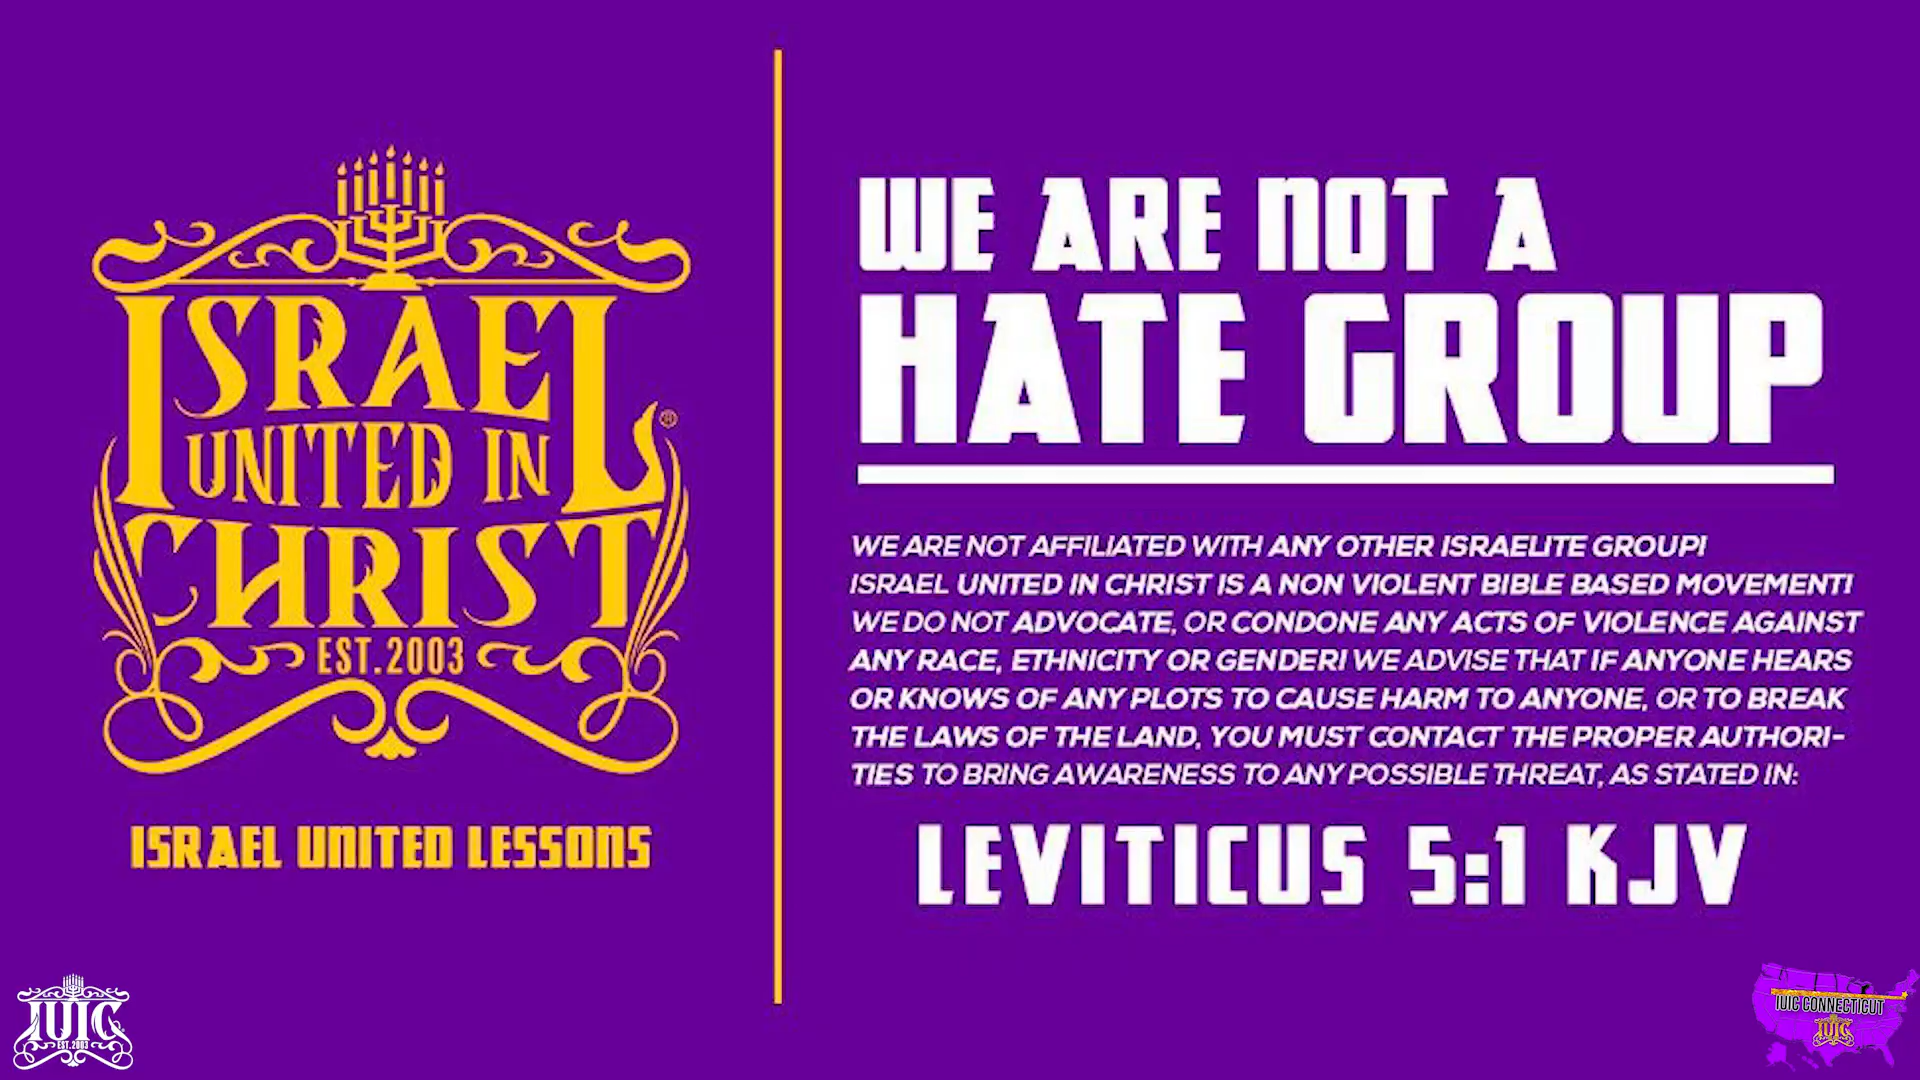 ISRAEL
UNITED IN
CHRIST
®
EST.2003
ISRAEL UNITED LESSONS
WE ARE NOT A
HATE GROUP
WE ARE NOT AFFILIATED WITH ANY OTHER ISRAELITE GROUP!
ISRAEL UNITED IN CHRIST IS A NON VIOLENT BIBLE BASED MOVEMENT!
WE DO NOT ADVOCATE, OR CONDONE ANY ACTS OF VIOLENCE AGAINST
ANY RACE, ETHNICITY OR GENDER! WE ADVISE THAT IF ANYONE HEARS
OR KNOWS OF ANY PLOTS TO CAUSE HARM TO ANYONE, OR TO BREAK
THE LAWS OF THE LAND, YOU MUST CONTACT THE PROPER AUTHORI-
TIES TO BRING AWARENESS TO ANY POSSIBLE THREAT, AS STATED IN:
LEVITICUS 5:1 KJV
IUIC
EST.2003
IUIC CONNECTICUT
IUIC